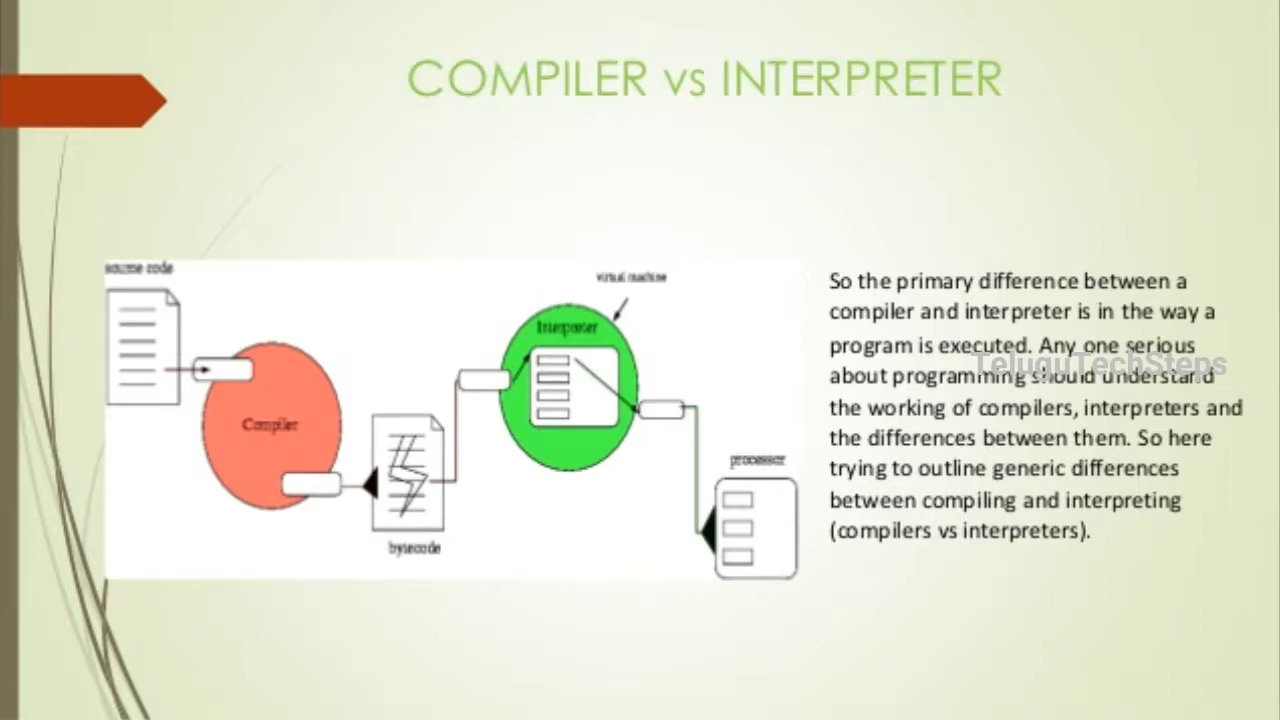 COMPILER vs INTERPRETER
source code
virtual machine
Interpreter
Compiler
bytecode
processor
So the primary difference between a
compiler and interpreter is in the way a
program is executed. Any one serious
about programming should understand
the working of compilers, interpreters and
the differences between them. So here
trying to outline generic differences
between compiling and interpreting
(compilers vs interpreters).
TeluguTechSteps